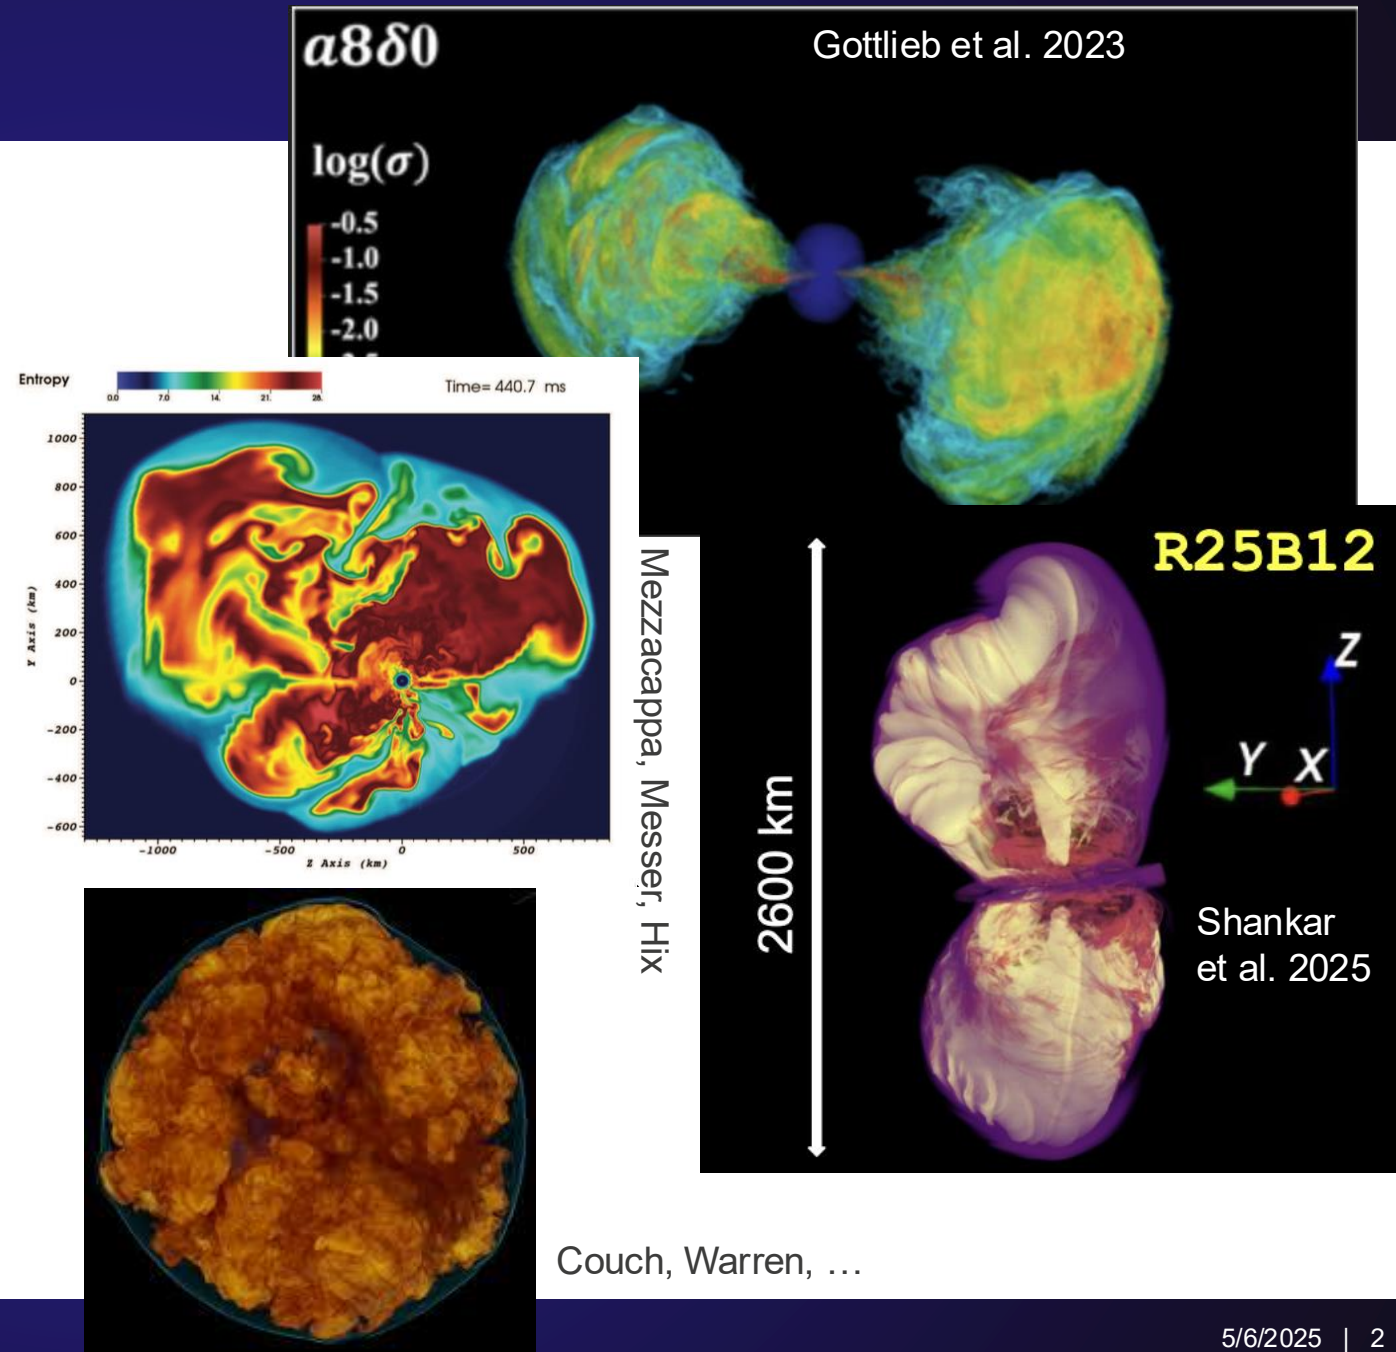 a8δ0
Gottlieb et al. 2023
log(σ)
-0.5
-1.0
-1.5
-2.0
Entropy
0.0 7.0 14. 21. 28.
Time= 440.7 ms
1000
800
600
400
200
0
-200
-400
-600
Y Axis (km)
-1000 -500 0 500
Z Axis (km)
Mezzacappa, Messer, Hix
R25B12
2600 km
Z
Y X
Shankar
et al. 2025
Couch, Warren, …
5/6/2025 | 2